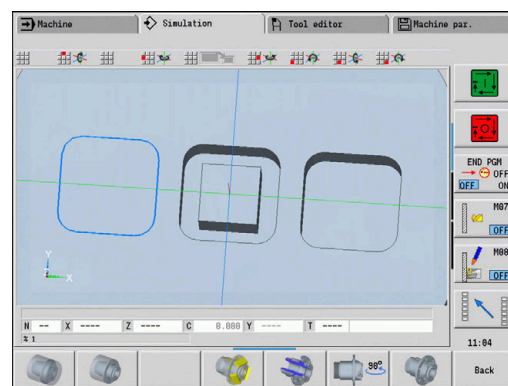 Machine
Simulation
Tool editor
Machine par.
END PGM
OFF
OFF ON
M07
OFF
OFF
Y
X
N -- X ---- Z ---- C 0.000 Y ---- T ----
% 1
90°
11:04
Back